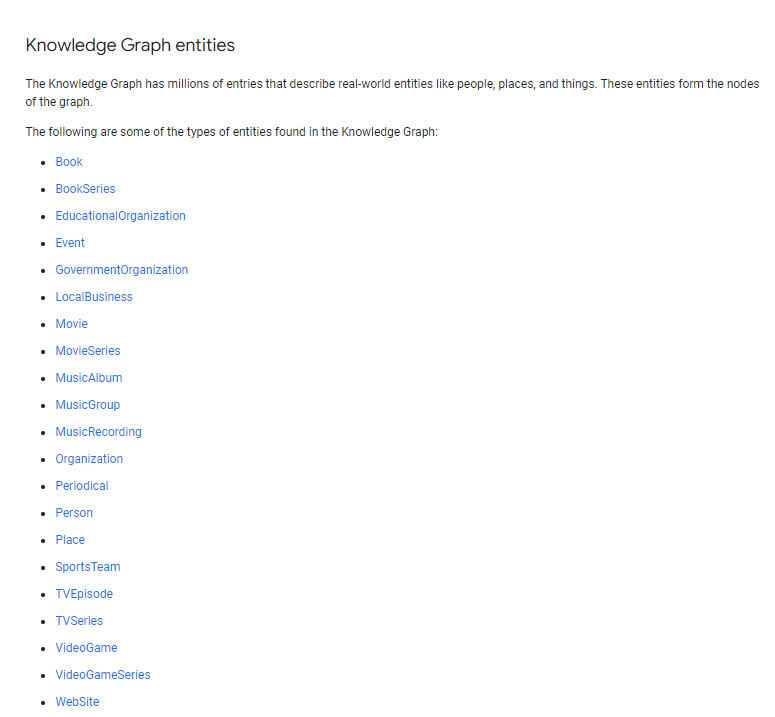 Knowledge Graph entities
The Knowledge Graph has millions of entries that describe real-world entities like people, places, and things. These entities form the nodes
of the graph.
The following are some of the types of entities found in the Knowledge Graph:
Book
BookSeries
EducationalOrganization
Event
GovernmentOrganization
LocalBusiness
Movie
MovieSeries
MusicAlbum
MusicGroup
MusicRecording
Organization
Periodical
Person
Place
SportsTeam
TVEpisode
TVSeries
VideoGame
VideoGameSeries
WebSite